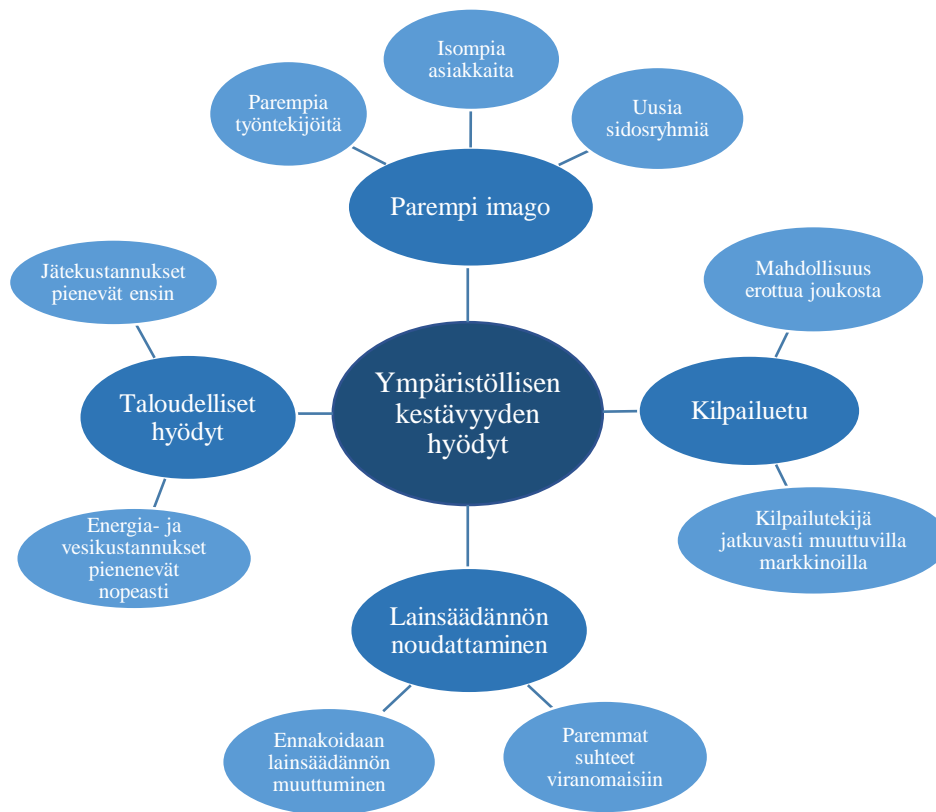 Isompia
asiakkaita
Parempia
työntekijöitä
Uusia
sidosryhmiä
Parempi imago
Jätekustannukset
pienevät ensin
Mahdollisuus
erottua joukosta
Taloudelliset
hyödyt
Ympäristöllisen
kestävyyden
hyödyt
Kilpailuetu
Energia- ja
vesikustannukset
pienenevät
nopeasti
Kilpailutekijä
jatkuvasti muuttuvilla
markkinoilla
Lainsäädännön
noudattaminen
Ennakoidaan
lainsäädännön
muuttuminen
Paremmat
suhteet
viranomaisiin